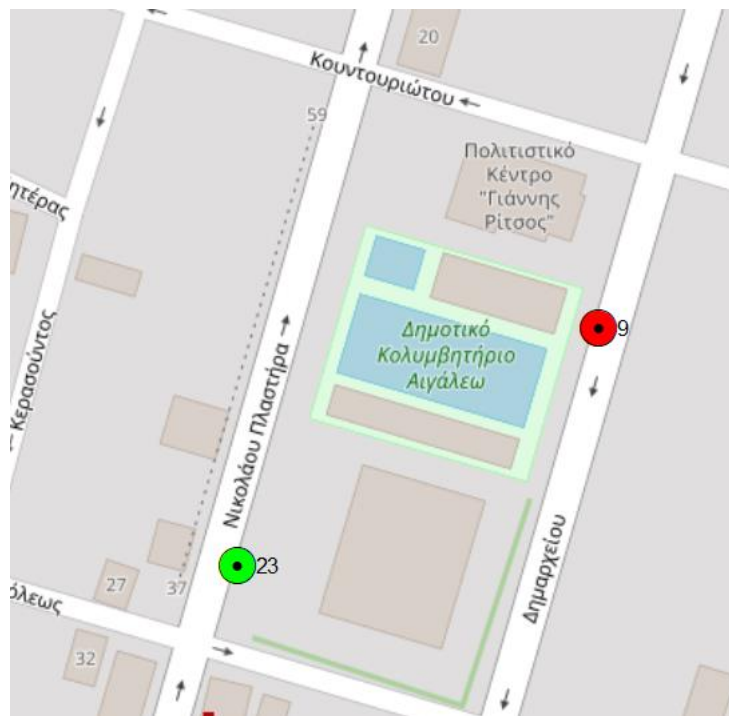 20
Κουντουριώτου
59
Πολιτιστικό
Κέντρο
"Γιάννης
Ρίτσος"
ητέρας
9
Δημοτικό
Κολυμβητήριο
Αιγάλεω
Κερασούντος
Νικολάου Πλαστήρα
23
Δημαρχείου
27
37
όλεως
32